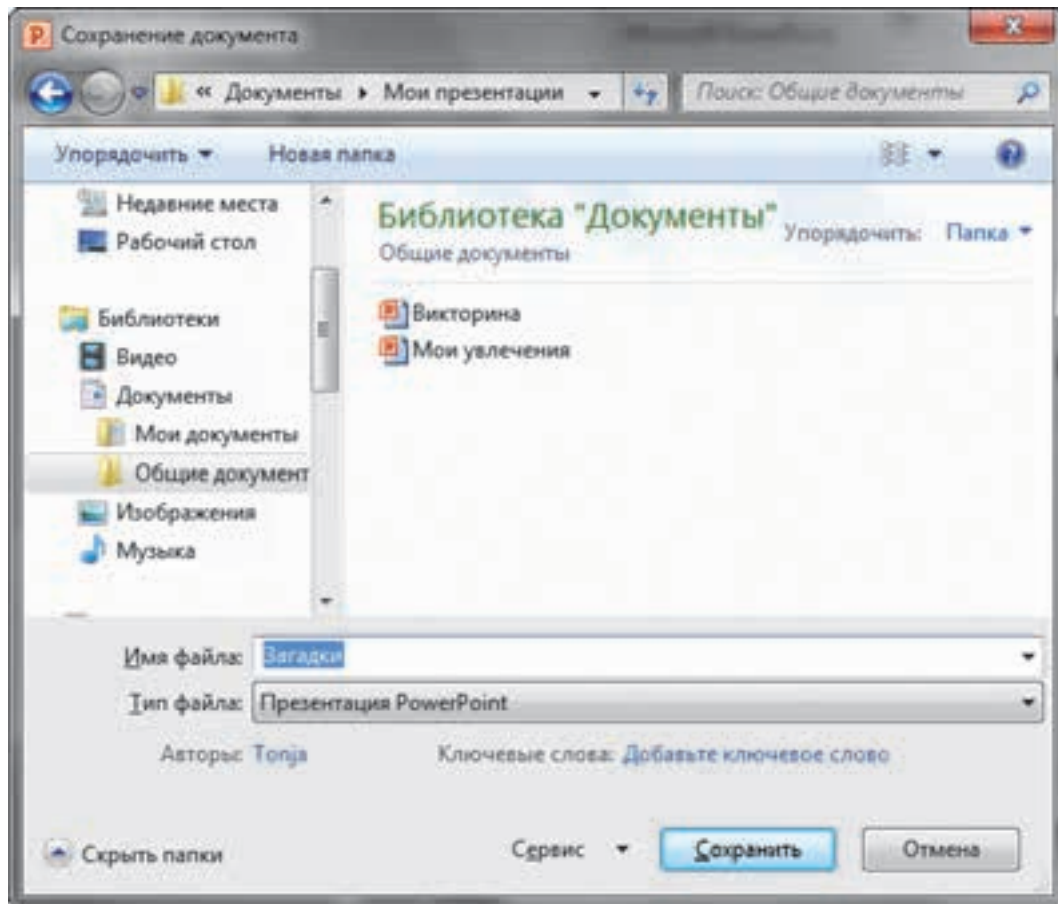 Сохранение документа
« Документы ▸ Мои презентации
Поиск: Общие документы
Упорядочить
Новая папка
Недавние места
Рабочий стол
Библиотеки
Видео
Документы
Мои документы
Общие документ
Изображения
Музыка
Библиотека "Документы"
Общие документы
Упорядочить: Папка
Викторина
Мои увлечения
Имя файла: Загадки
Тип файла: Презентация PowerPoint
Авторы: Tonja
Ключевые слова: Добавьте ключевое слово
Скрыть папки
Сервис
Сохранить
Отмена